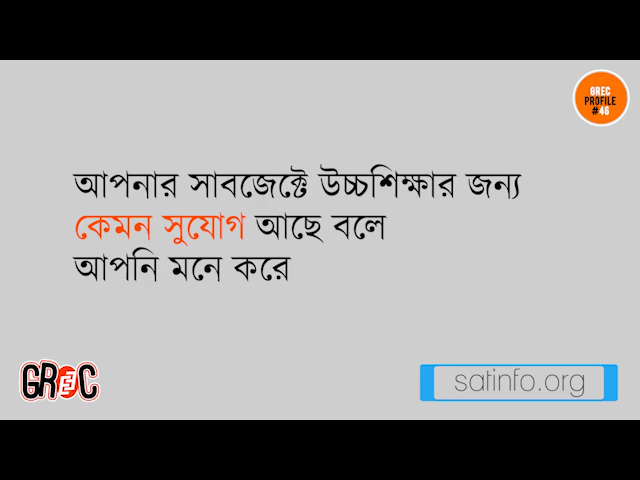 GREC
PROFILE
#46
আপনার সাবজেক্টে উচ্চশিক্ষার জন্য
কেমন সুযোগ আছে বলে
আপনি মনে করে
GREC
satinfo.org